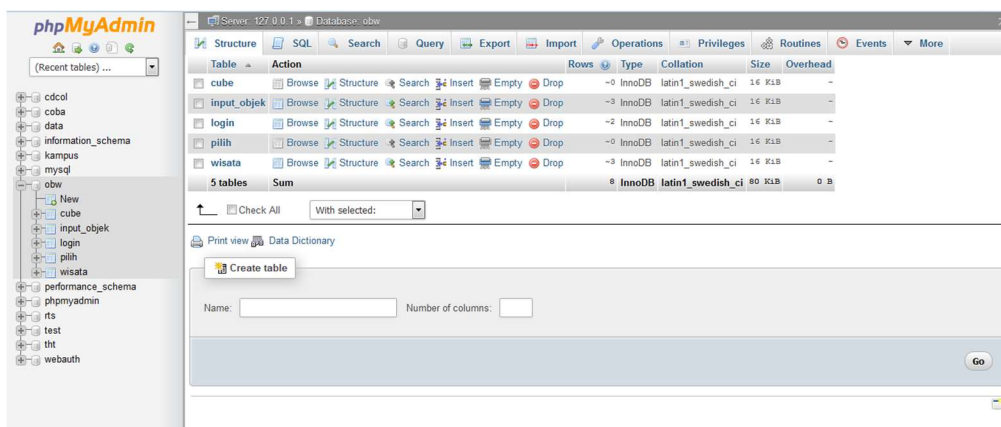 phpMyAdmin
(Recent tables) ...
cdcol
coba
data
information_schema
kampus
mysql
obw
New
cube
input_objek
login
pilih
wisata
performance_schema
phpmyadmin
rts
test
tht
webauth
Server: 127.0.0.1 » Database: obw
Structure SQL Search Query Export Import Operations Privileges Routines Events More
Table Action Rows Type Collation Size Overhead
cube Browse Structure Search Insert Empty Drop ~0 InnoDB latin1_swedish_ci 16 KiB -
input_objek Browse Structure Search Insert Empty Drop ~3 InnoDB latin1_swedish_ci 16 KiB -
login Browse Structure Search Insert Empty Drop ~2 InnoDB latin1_swedish_ci 16 KiB -
pilih Browse Structure Search Insert Empty Drop ~0 InnoDB latin1_swedish_ci 16 KiB -
wisata Browse Structure Search Insert Empty Drop ~3 InnoDB latin1_swedish_ci 16 KiB -
5 tables Sum 8 InnoDB latin1_swedish_ci 80 KiB 0 B
Check All With selected:
Print view Data Dictionary
Create table
Name: Number of columns:
Go